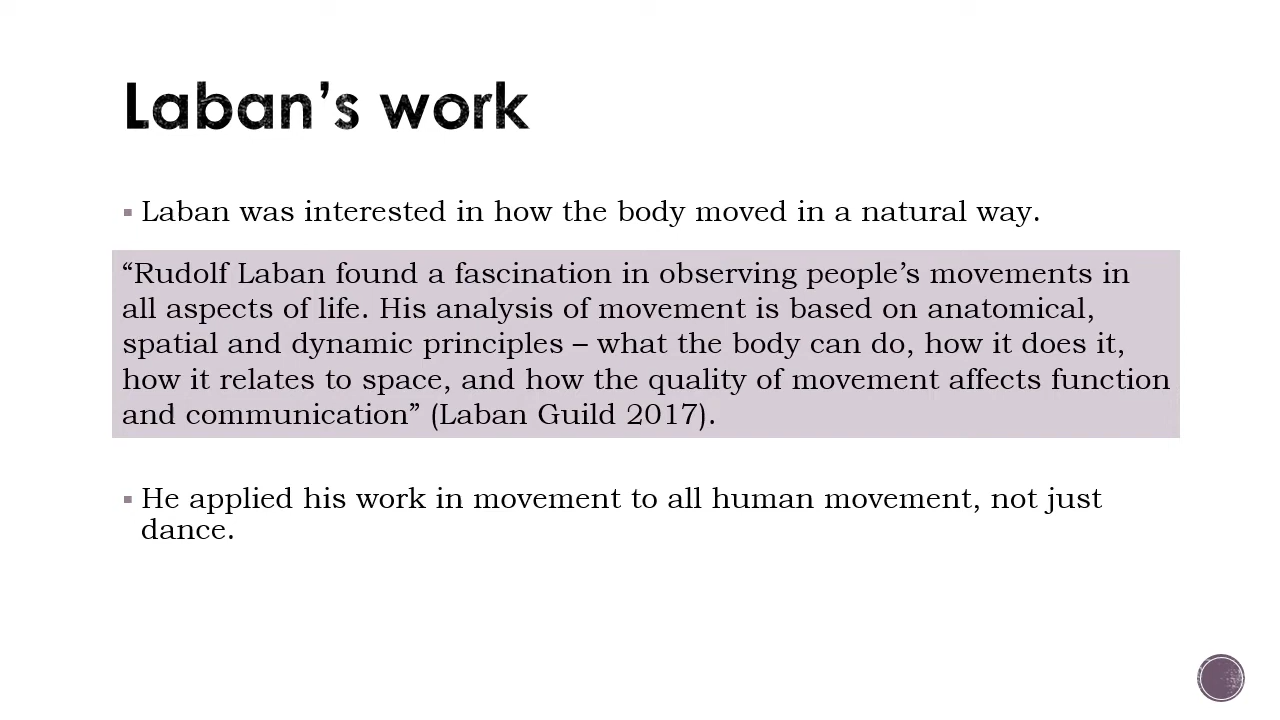 Laban’s work
▪ Laban was interested in how the body moved in a natural way.
“Rudolf Laban found a fascination in observing people’s movements in
all aspects of life. His analysis of movement is based on anatomical,
spatial and dynamic principles – what the body can do, how it does it,
how it relates to space, and how the quality of movement affects function
and communication” (Laban Guild 2017).
▪ He applied his work in movement to all human movement, not just
dance.